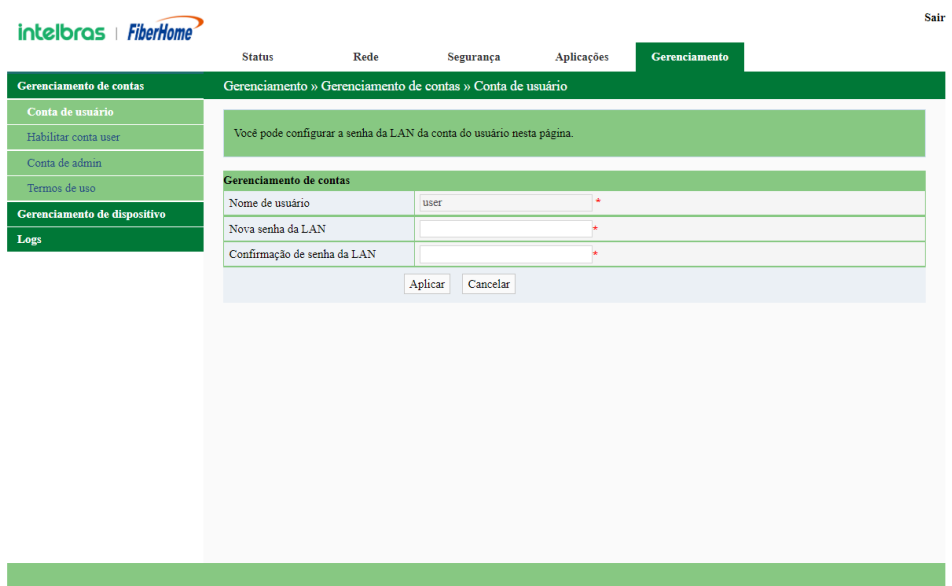 intelbras | FiberHome
Sair
Status Rede Segurança Aplicações Gerenciamento
Gerenciamento de contas
Gerenciamento » Gerenciamento de contas » Conta de usuário
Conta de usuário
Habilitar conta user
Conta de admin
Termos de uso
Gerenciamento de dispositivo
Logs
Você pode configurar a senha da LAN da conta do usuário nesta página.
Gerenciamento de contas
Nome de usuário user *
Nova senha da LAN *
Confirmação de senha da LAN *
Aplicar Cancelar